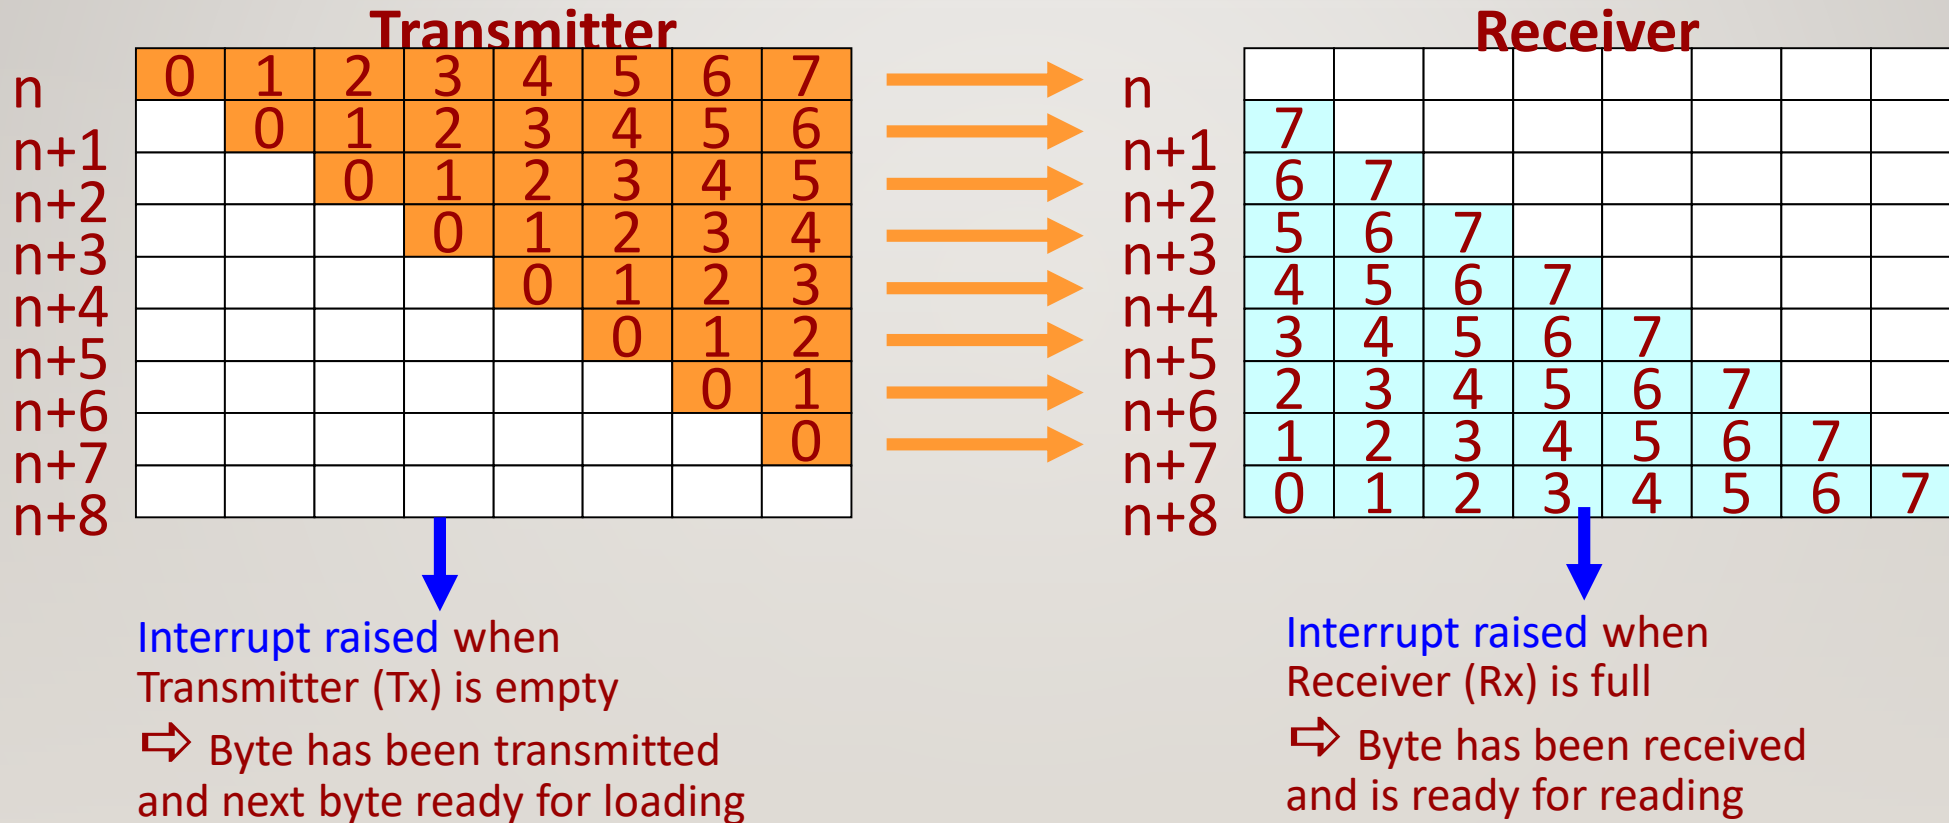 Transmitter
Receiver
n 0 1 2 3 4 5 6 7
n
n+1 0 1 2 3 4 5 6
n+1 7
n+2 0 1 2 3 4 5
n+2 6 7
n+3 0 1 2 3 4
n+3 5 6 7
n+4 0 1 2 3
n+4 4 5 6 7
n+5 0 1 2
n+5 3 4 5 6 7
n+6 0 1
n+6 2 3 4 5 6 7
n+7 0
n+7 1 2 3 4 5 6 7
n+8
n+8 0 1 2 3 4 5 6 7
Interrupt raised when
Transmitter (Tx) is empty
⇨ Byte has been transmitted
and next byte ready for loading
Interrupt raised when
Receiver (Rx) is full
⇨ Byte has been received
and is ready for reading